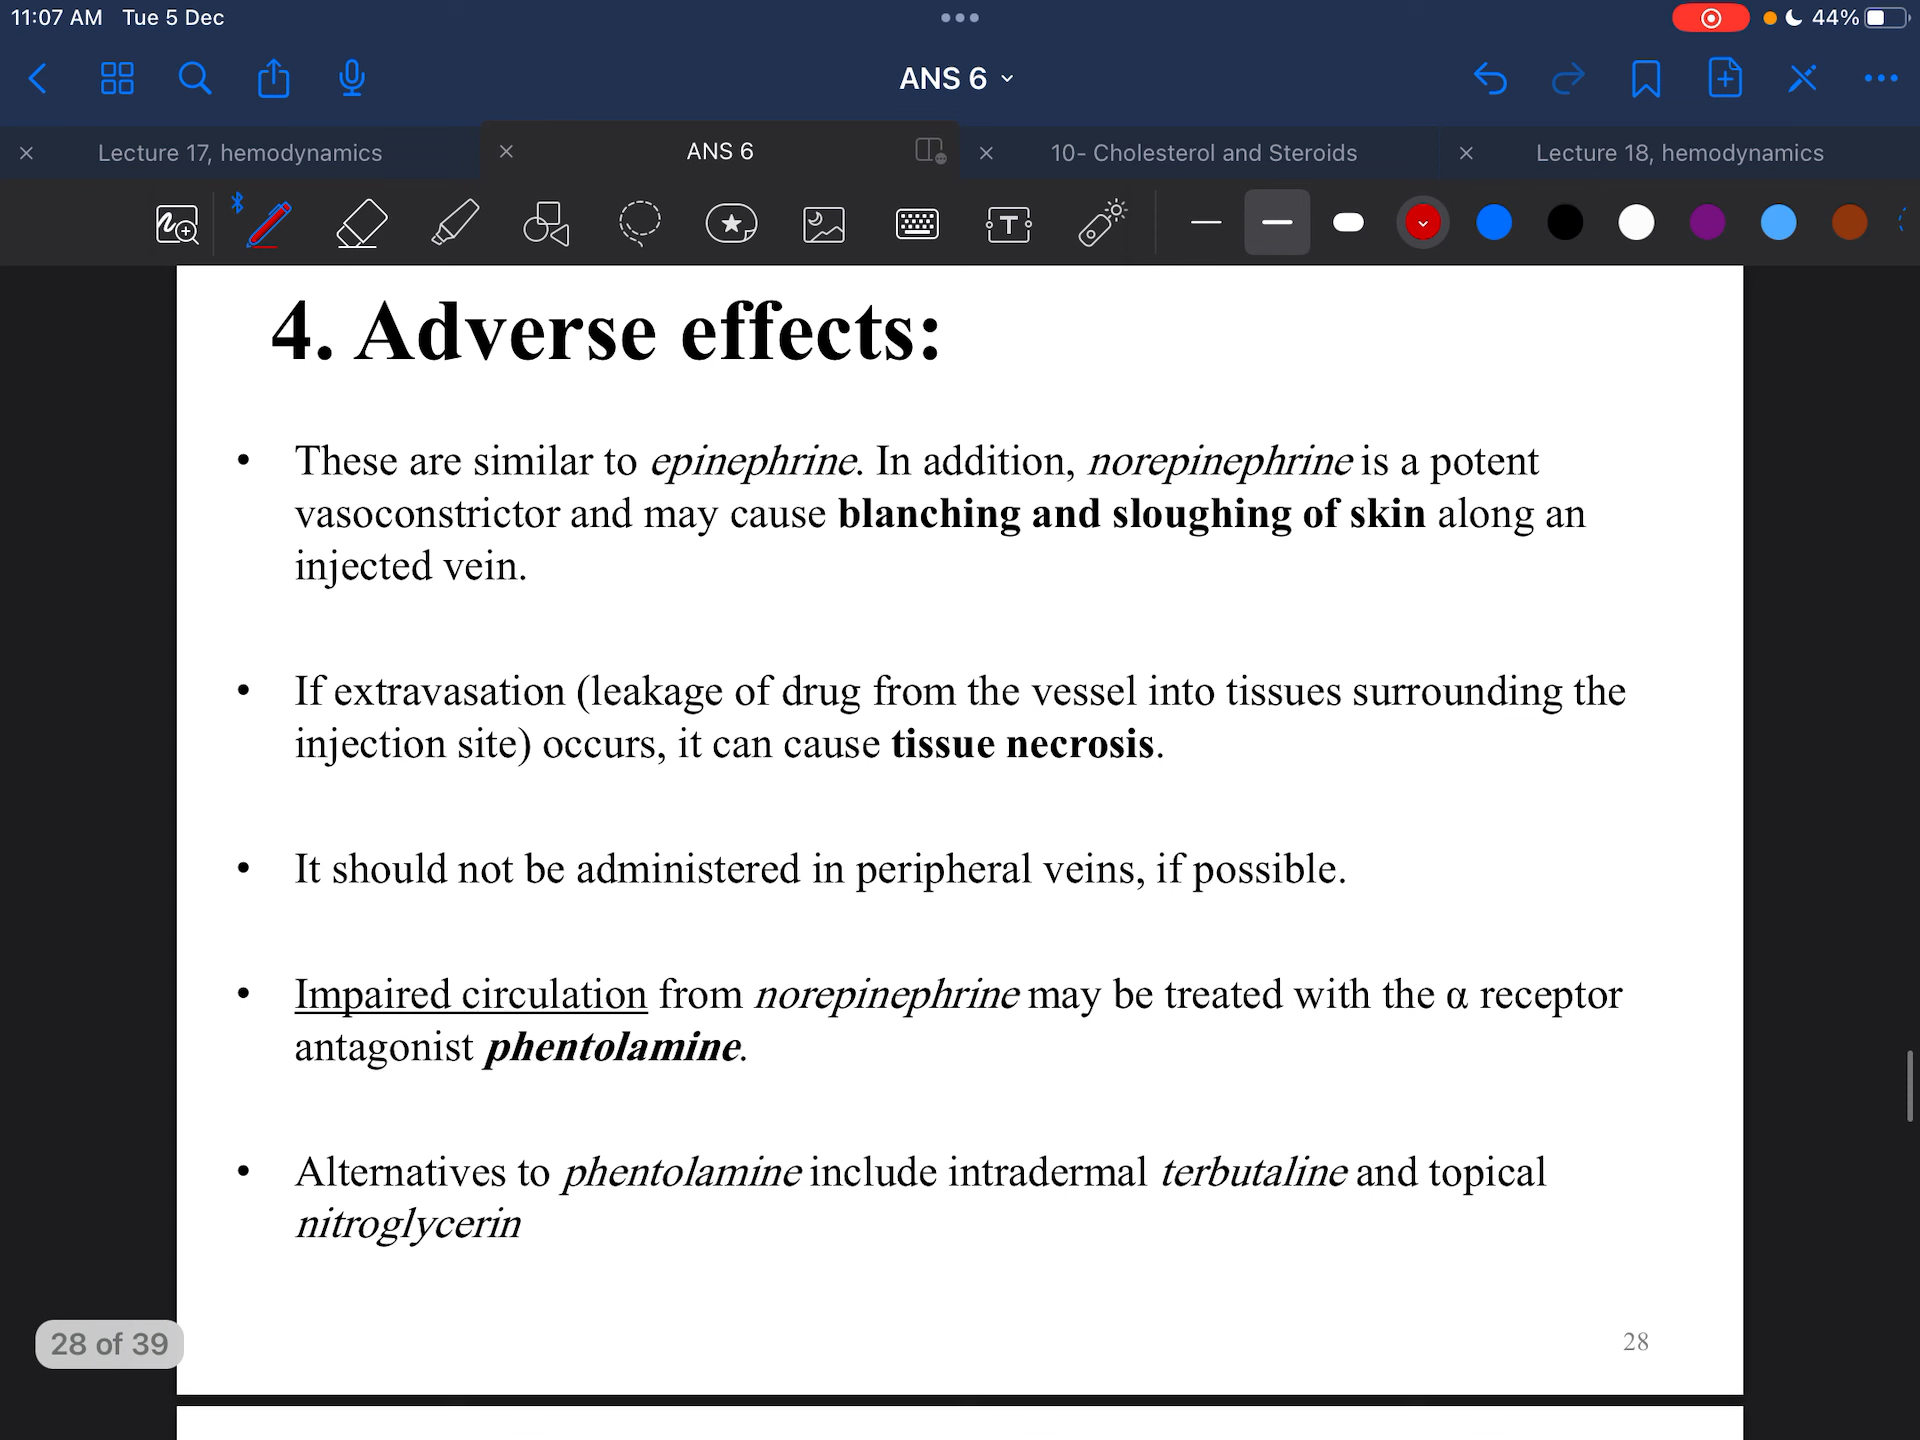 11:07 AM Tue 5 Dec
44%
ANS 6
Lecture 17, hemodynamics
ANS 6
10- Cholesterol and Steroids
Lecture 18, hemodynamics
4. Adverse effects:
• These are similar to epinephrine. In addition, norepinephrine is a potent
vasoconstrictor and may cause blanching and sloughing of skin along an
injected vein.
• If extravasation (leakage of drug from the vessel into tissues surrounding the
injection site) occurs, it can cause tissue necrosis.
• It should not be administered in peripheral veins, if possible.
• Impaired circulation from norepinephrine may be treated with the α receptor
antagonist phentolamine.
• Alternatives to phentolamine include intradermal terbutaline and topical
nitroglycerin
28 of 39
28